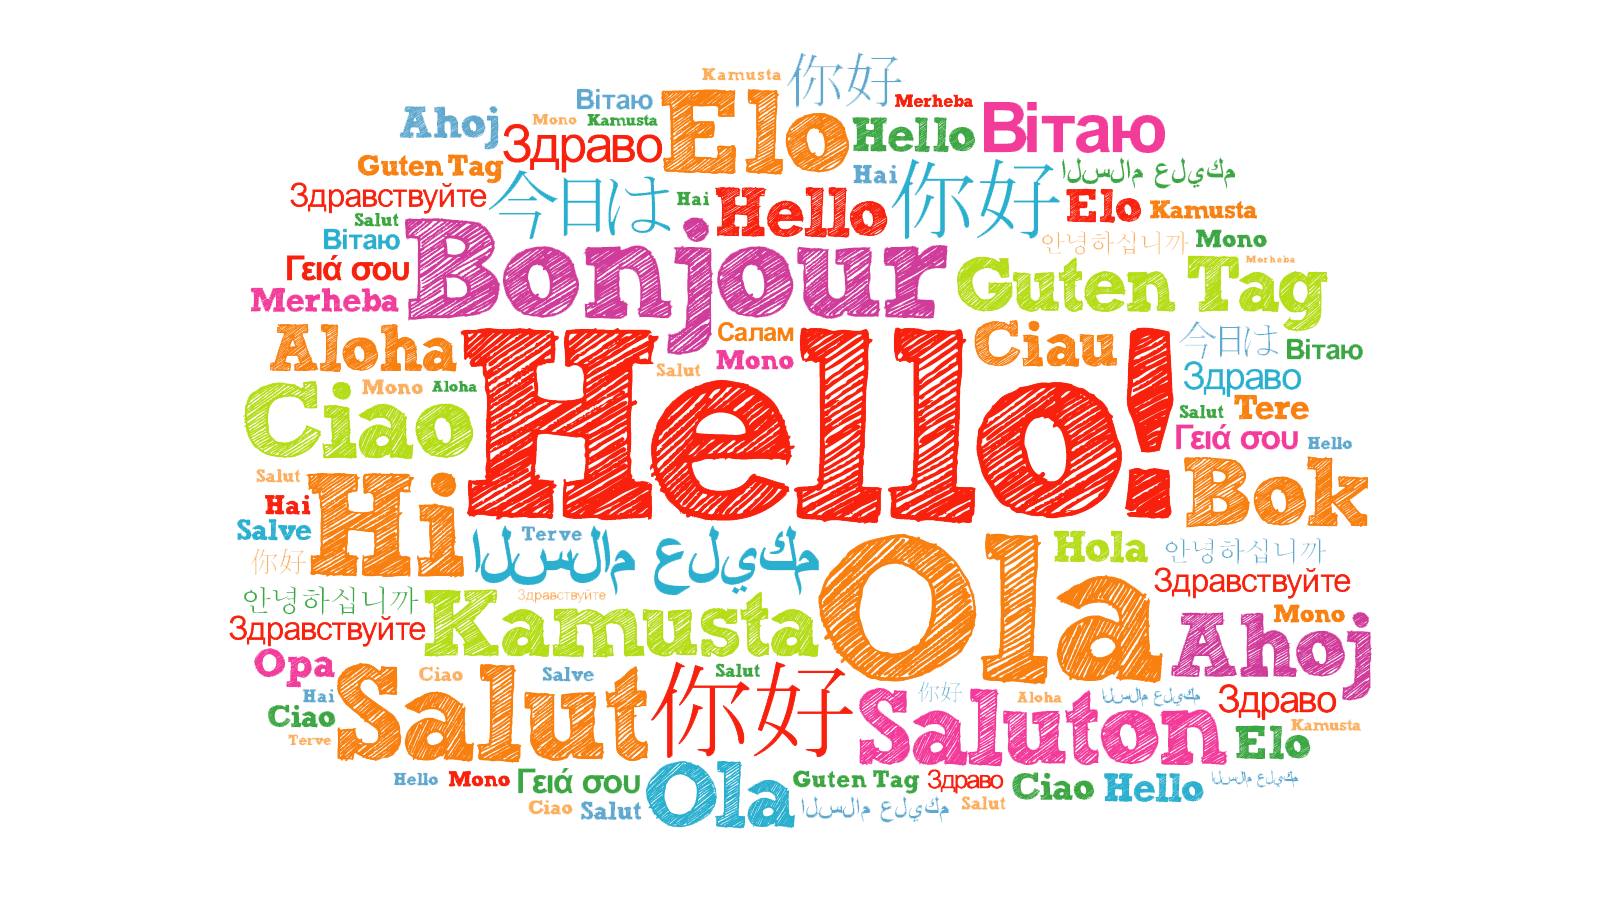 Kamusta 你好
Вітаю Elo Merheba
Ahoj Mono Kamusta Hello Вітаю
Здраво
Guten Tag Hai السلام عليكم
Здравствуйте 今日は Hai Hello 你好 Elo Kamusta
Salut Bonjour
Вітаю 안녕하십니까 Mono
Γειά σου Guten Tag Merheba
Merheba
Aloha Hello! Салам Ciau 今日は Вітаю
Mono Salut Здраво
Ciao Mono Aloha Salut Tere
Γειά σου Hello
Salut Hi Bok
Hai
Salve السلام عليكم Terve Ola Hola 안녕하십니까
你好 Здравствуйте
안녕하십니까 Kamusta Здравствуйте Mono
Здравствуйте Ahoj
Opa Salut Ciao Salve Salut 你好
Hai Saluton 你好 Aloha السلام عليكم Здраво
Ciao Kamusta
Terve Elo
Hello Mono Γειά σου Ola Guten Tag Здраво Ciao Hello السلام عليكم
Ciao Salut السلام عليكم Salut